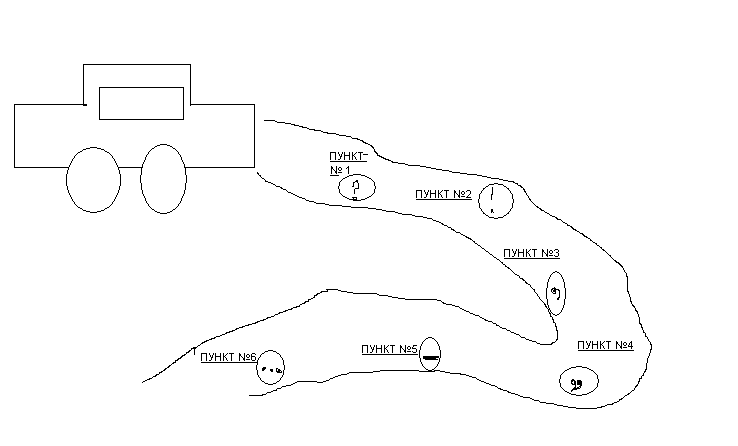 ПУНКТ
№ 1
?
ПУНКТ №2
!
ПУНКТ №3
,
ПУНКТ №4
,,
ПУНКТ №5
–
ПУНКТ №6
...